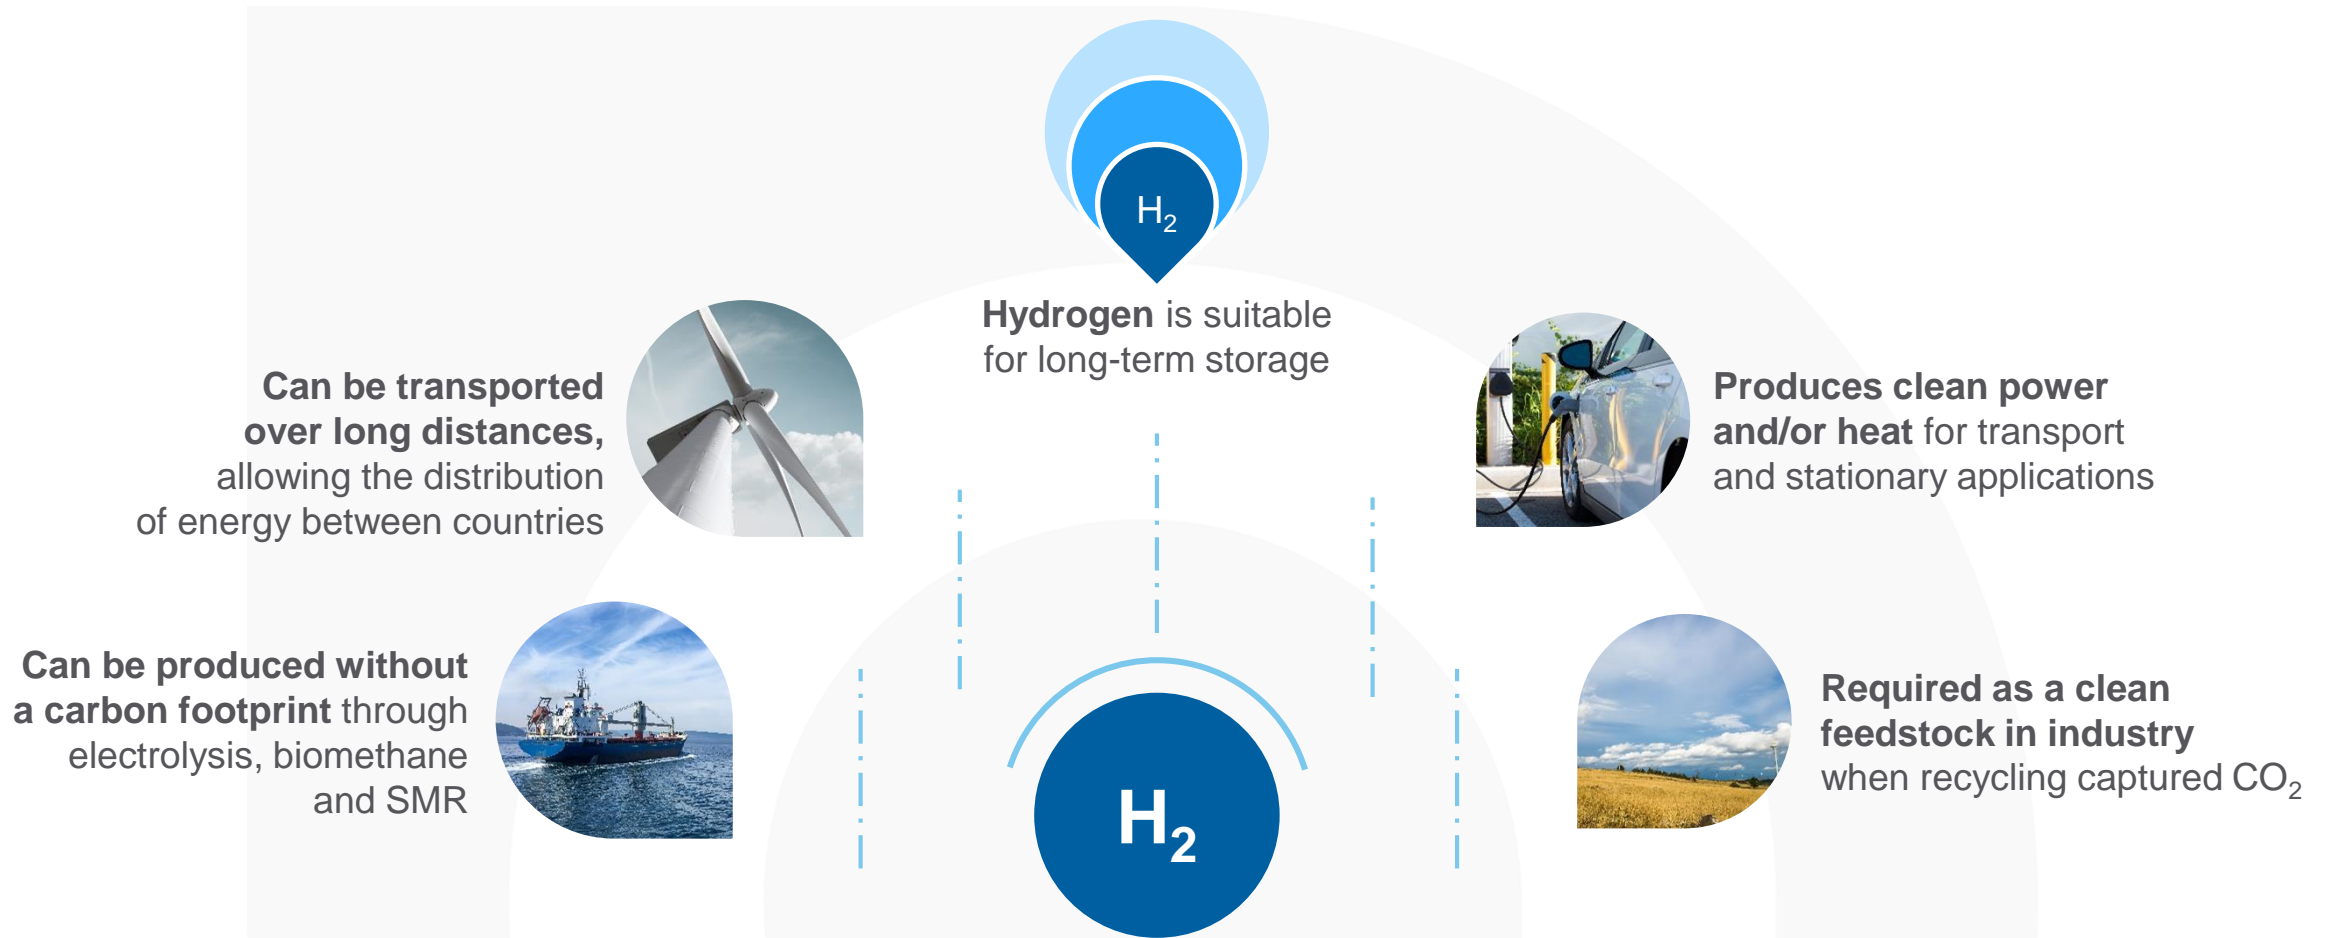 H₂
Hydrogen is suitable
for long-term storage
Can be transported
over long distances,
allowing the distribution
of energy between countries
Produces clean power
and/or heat for transport
and stationary applications
Can be produced without
a carbon footprint through
electrolysis, biomethane
and SMR
Required as a clean
feedstock in industry
when recycling captured CO₂
H₂